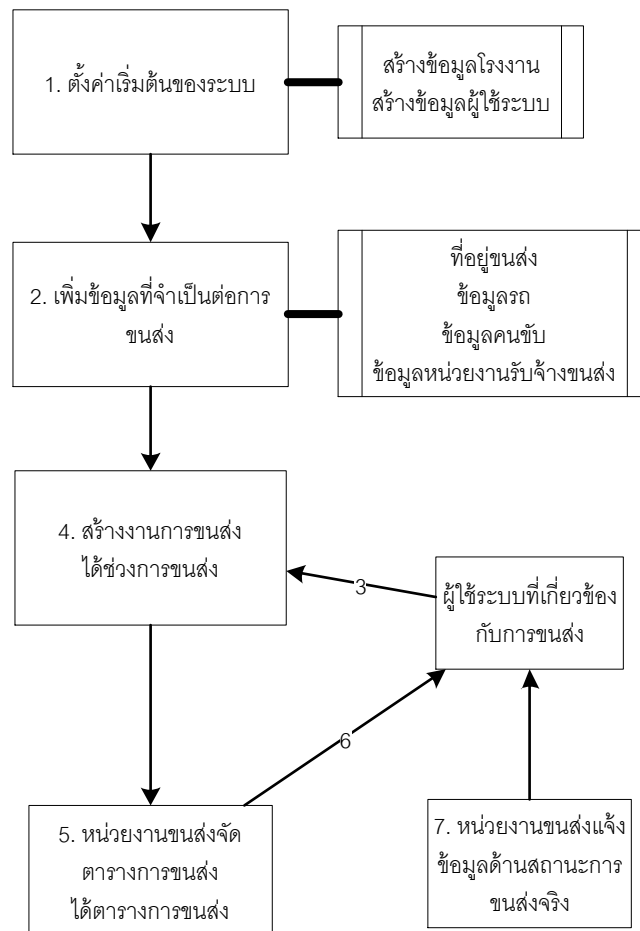 1. ตั้งค่าเริ่มต้นของระบบ
สร้างข้อมูลโรงงาน
สร้างข้อมูลผู้ใช้ระบบ
2. เพิ่มข้อมูลที่จำเป็นต่อการ
ขนส่ง
ที่อยู่ขนส่ง
ข้อมูลรถ
ข้อมูลคนขับ
ข้อมูลหน่วยงานรับจ้างขนส่ง
4. สร้างงานการขนส่ง
ได้ช่วงการขนส่ง
3
ผู้ใช้ระบบที่เกี่ยวข้อง
กับการขนส่ง
6
5. หน่วยงานขนส่งจัด
ตารางการขนส่ง
ได้ตารางการขนส่ง
7. หน่วยงานขนส่งแจ้ง
ข้อมูลด้านสถานะการ
ขนส่งจริง